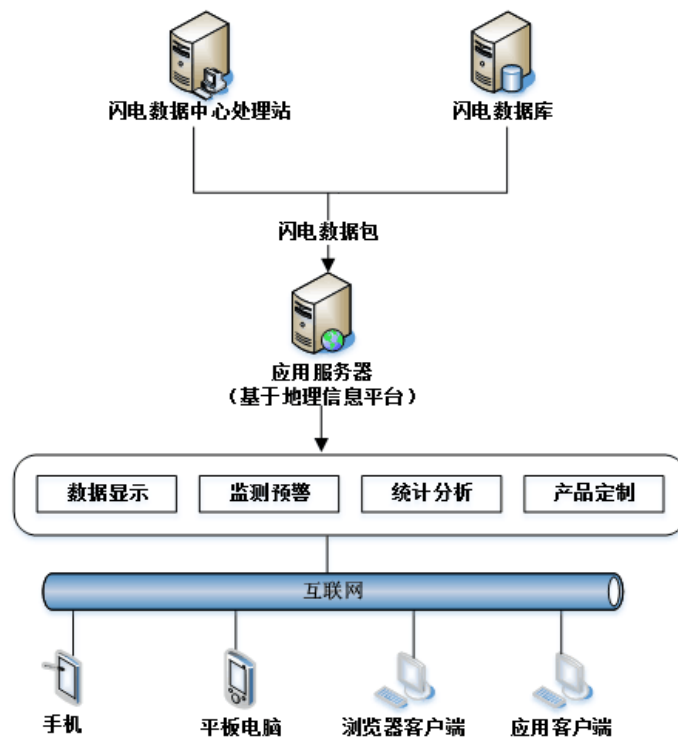 闪电数据中心处理站
闪电数据库
闪电数据包
应用服务器
（基于地理信息平台）
数据显示
监测预警
统计分析
产品定制
互联网
手机
平板电脑
浏览器客户端
应用客户端